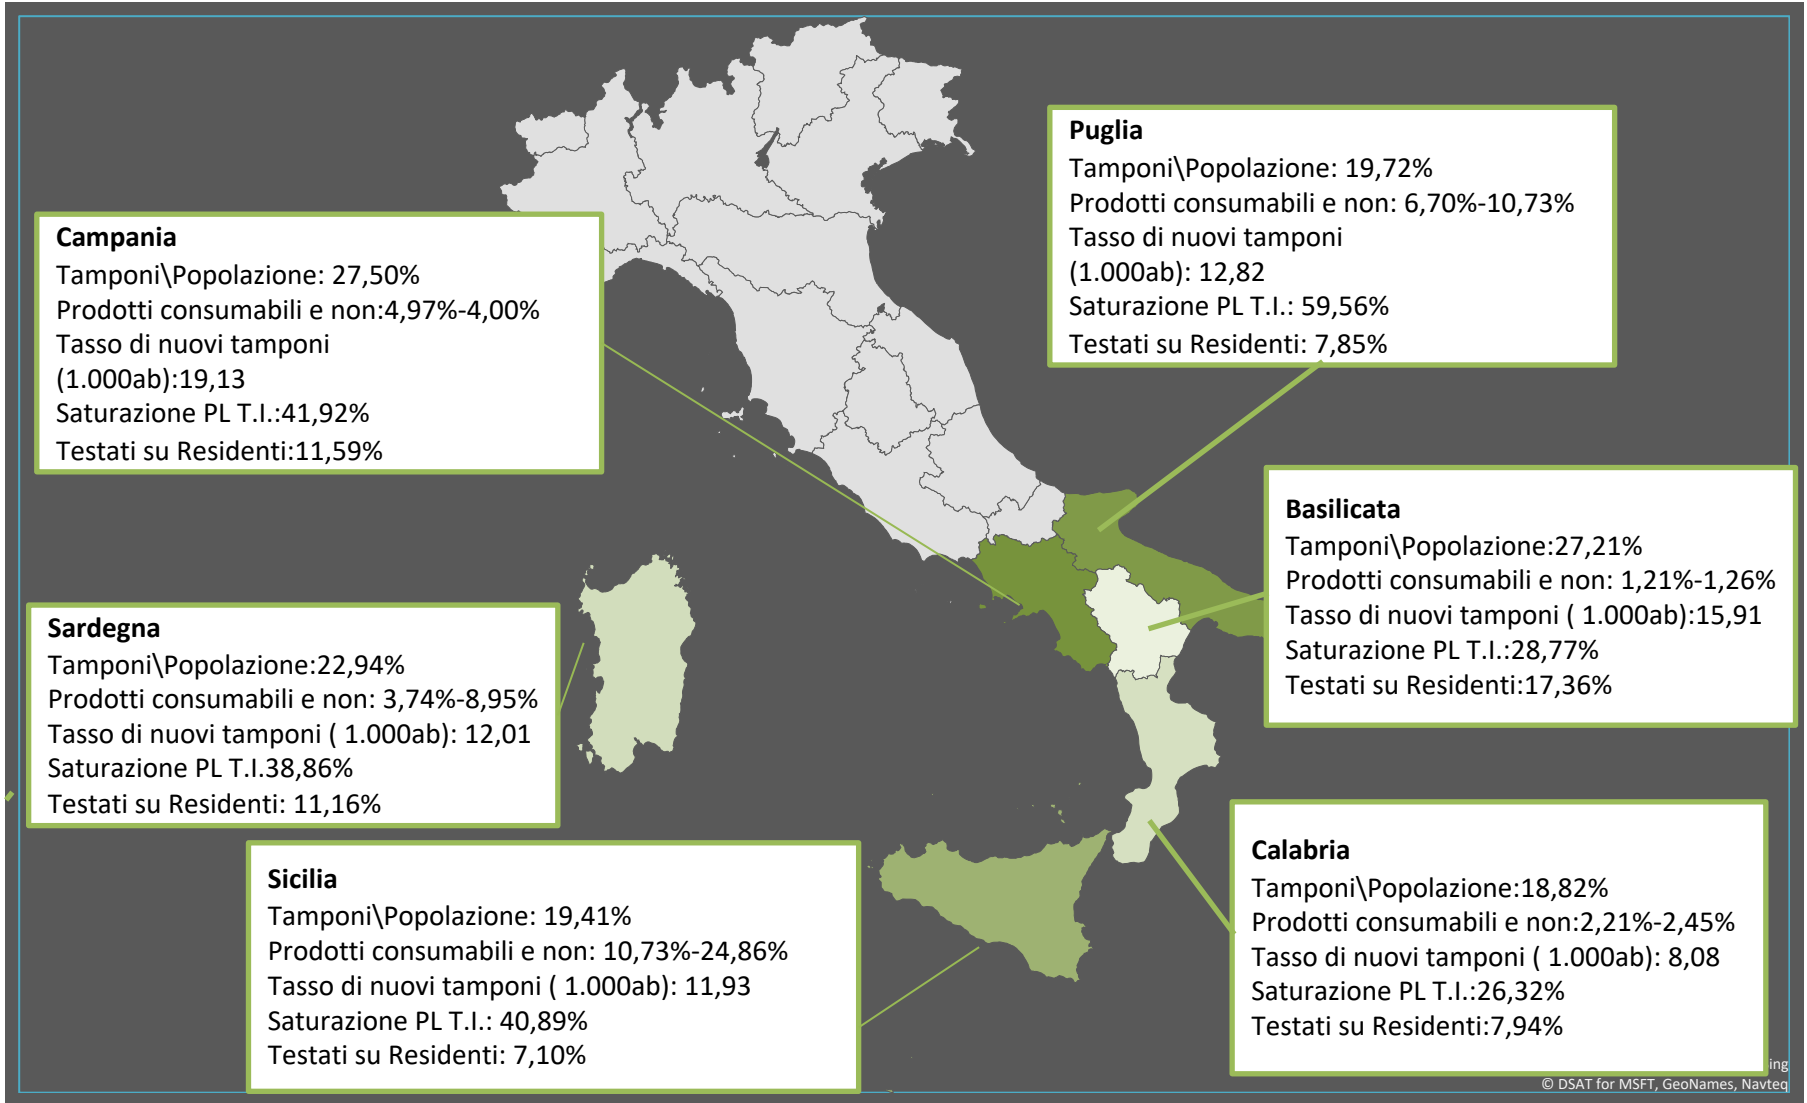 Puglia
Tamponi\Popolazione: 19,72%
Prodotti consumabili e non: 6,70%-10,73%
Tasso di nuovi tamponi
(1.000ab): 12,82
Saturazione PL T.I.: 59,56%
Testati su Residenti: 7,85%
Campania
Tamponi\Popolazione: 27,50%
Prodotti consumabili e non:4,97%-4,00%
Tasso di nuovi tamponi
(1.000ab):19,13
Saturazione PL T.I.:41,92%
Testati su Residenti:11,59%
Basilicata
Tamponi\Popolazione:27,21%
Prodotti consumabili e non: 1,21%-1,26%
Tasso di nuovi tamponi ( 1.000ab):15,91
Saturazione PL T.I.:28,77%
Testati su Residenti:17,36%
Sardegna
Tamponi\Popolazione:22,94%
Prodotti consumabili e non: 3,74%-8,95%
Tasso di nuovi tamponi ( 1.000ab): 12,01
Saturazione PL T.I.38,86%
Testati su Residenti: 11,16%
Sicilia
Tamponi\Popolazione: 19,41%
Prodotti consumabili e non: 10,73%-24,86%
Tasso di nuovi tamponi ( 1.000ab): 11,93
Saturazione PL T.I.: 40,89%
Testati su Residenti: 7,10%
Calabria
Tamponi\Popolazione:18,82%
Prodotti consumabili e non:2,21%-2,45%
Tasso di nuovi tamponi ( 1.000ab): 8,08
Saturazione PL T.I.:26,32%
Testati su Residenti:7,94%
ing
© DSAT for MSFT, GeoNames, Navteq